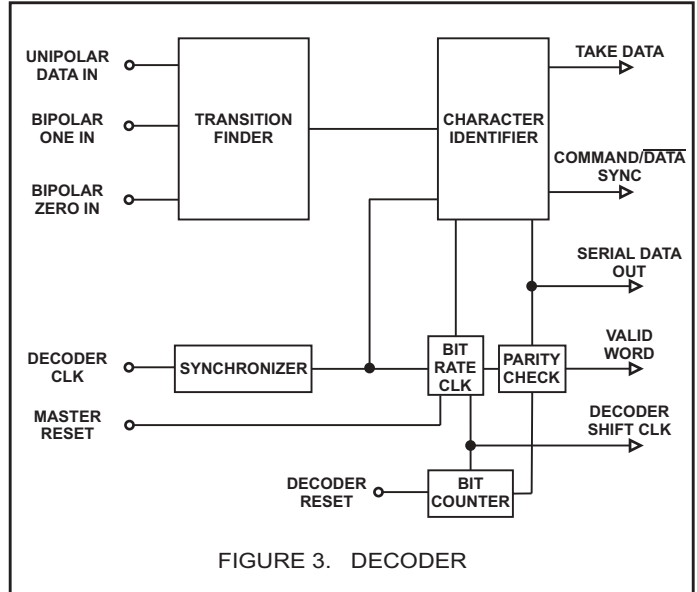 UNIPOLAR
DATA IN
BIPOLAR
ONE IN
BIPOLAR
ZERO IN
TRANSITION
FINDER
CHARACTER
IDENTIFIER
TAKE DATA
COMMAND/DATA
SYNC
SERIAL DATA
OUT
DECODER
CLK
SYNCHRONIZER
BIT
RATE
CLK
PARITY
CHECK
VALID
WORD
MASTER
RESET
DECODER
SHIFT CLK
DECODER
RESET
BIT
COUNTER
FIGURE 3. DECODER